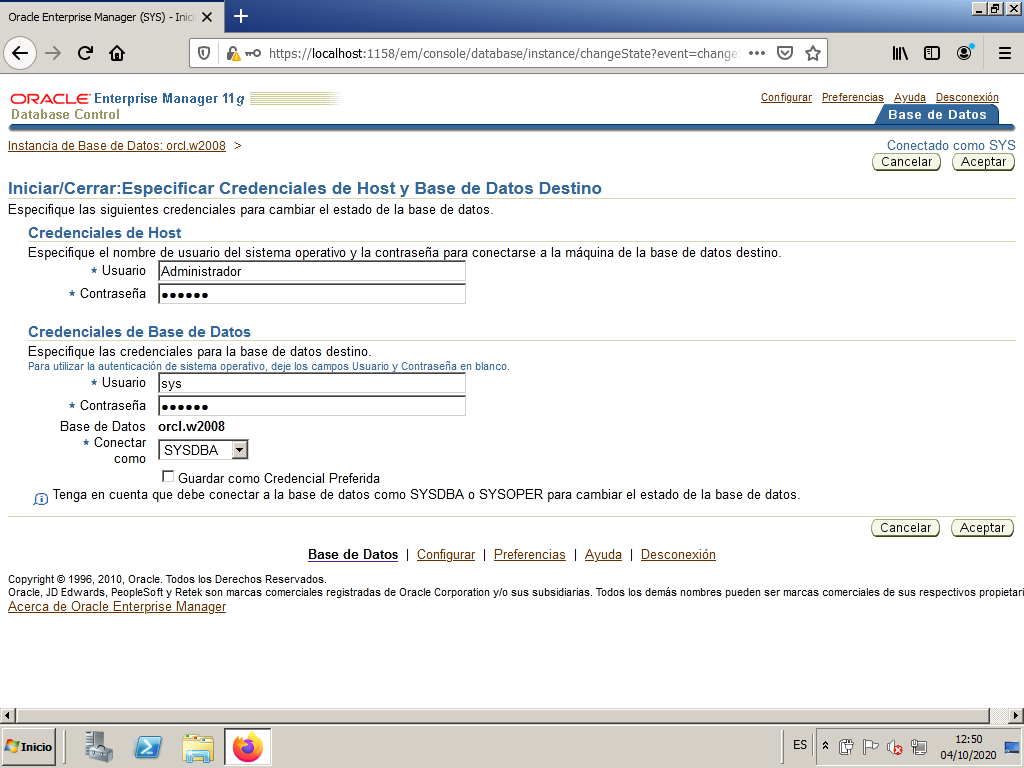 Oracle Enterprise Manager (SYS) - Inic
https://localhost:1158/em/console/database/instance/changeState?event=change
ORACLE Enterprise Manager 11g
Database Control
Configurar Preferencias Ayuda Desconexión
Base de Datos
Instancia de Base de Datos: orcl.w2008 >
Conectado como SYS
Cancelar Aceptar
Iniciar/Cerrar:Especificar Credenciales de Host y Base de Datos Destino
Especifique las siguientes credenciales para cambiar el estado de la base de datos.
Credenciales de Host
Especifique el nombre de usuario del sistema operativo y la contraseña para conectarse a la máquina de la base de datos destino.
* Usuario Administrador
* Contraseña ●●●●●●
Credenciales de Base de Datos
Especifique las credenciales para la base de datos destino.
Para utilizar la autenticación de sistema operativo, deje los campos Usuario y Contraseña en blanco.
* Usuario sys
* Contraseña ●●●●●●
Base de Datos orcl.w2008
* Conectar como SYSDBA
Guardar como Credencial Preferida
Tenga en cuenta que debe conectar a la base de datos como SYSDBA o SYSOPER para cambiar el estado de la base de datos.
Cancelar Aceptar
Base de Datos | Configurar | Preferencias | Ayuda | Desconexión
Copyright © 1996, 2010, Oracle. Todos los Derechos Reservados.
Oracle, JD Edwards, PeopleSoft y Retek son marcas comerciales registradas de Oracle Corporation y/o sus subsidiarias. Todos los demás nombres pueden ser marcas comerciales de sus respectivos propietari
Acerca de Oracle Enterprise Manager
Inicio
ES
12:50
04/10/2020